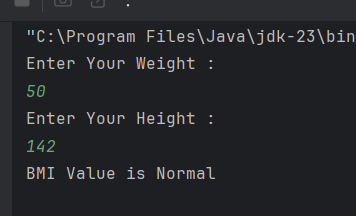 "C:\Program Files\Java\jdk-23\bin
Enter Your Weight :
50
Enter Your Height :
142
BMI Value is Normal